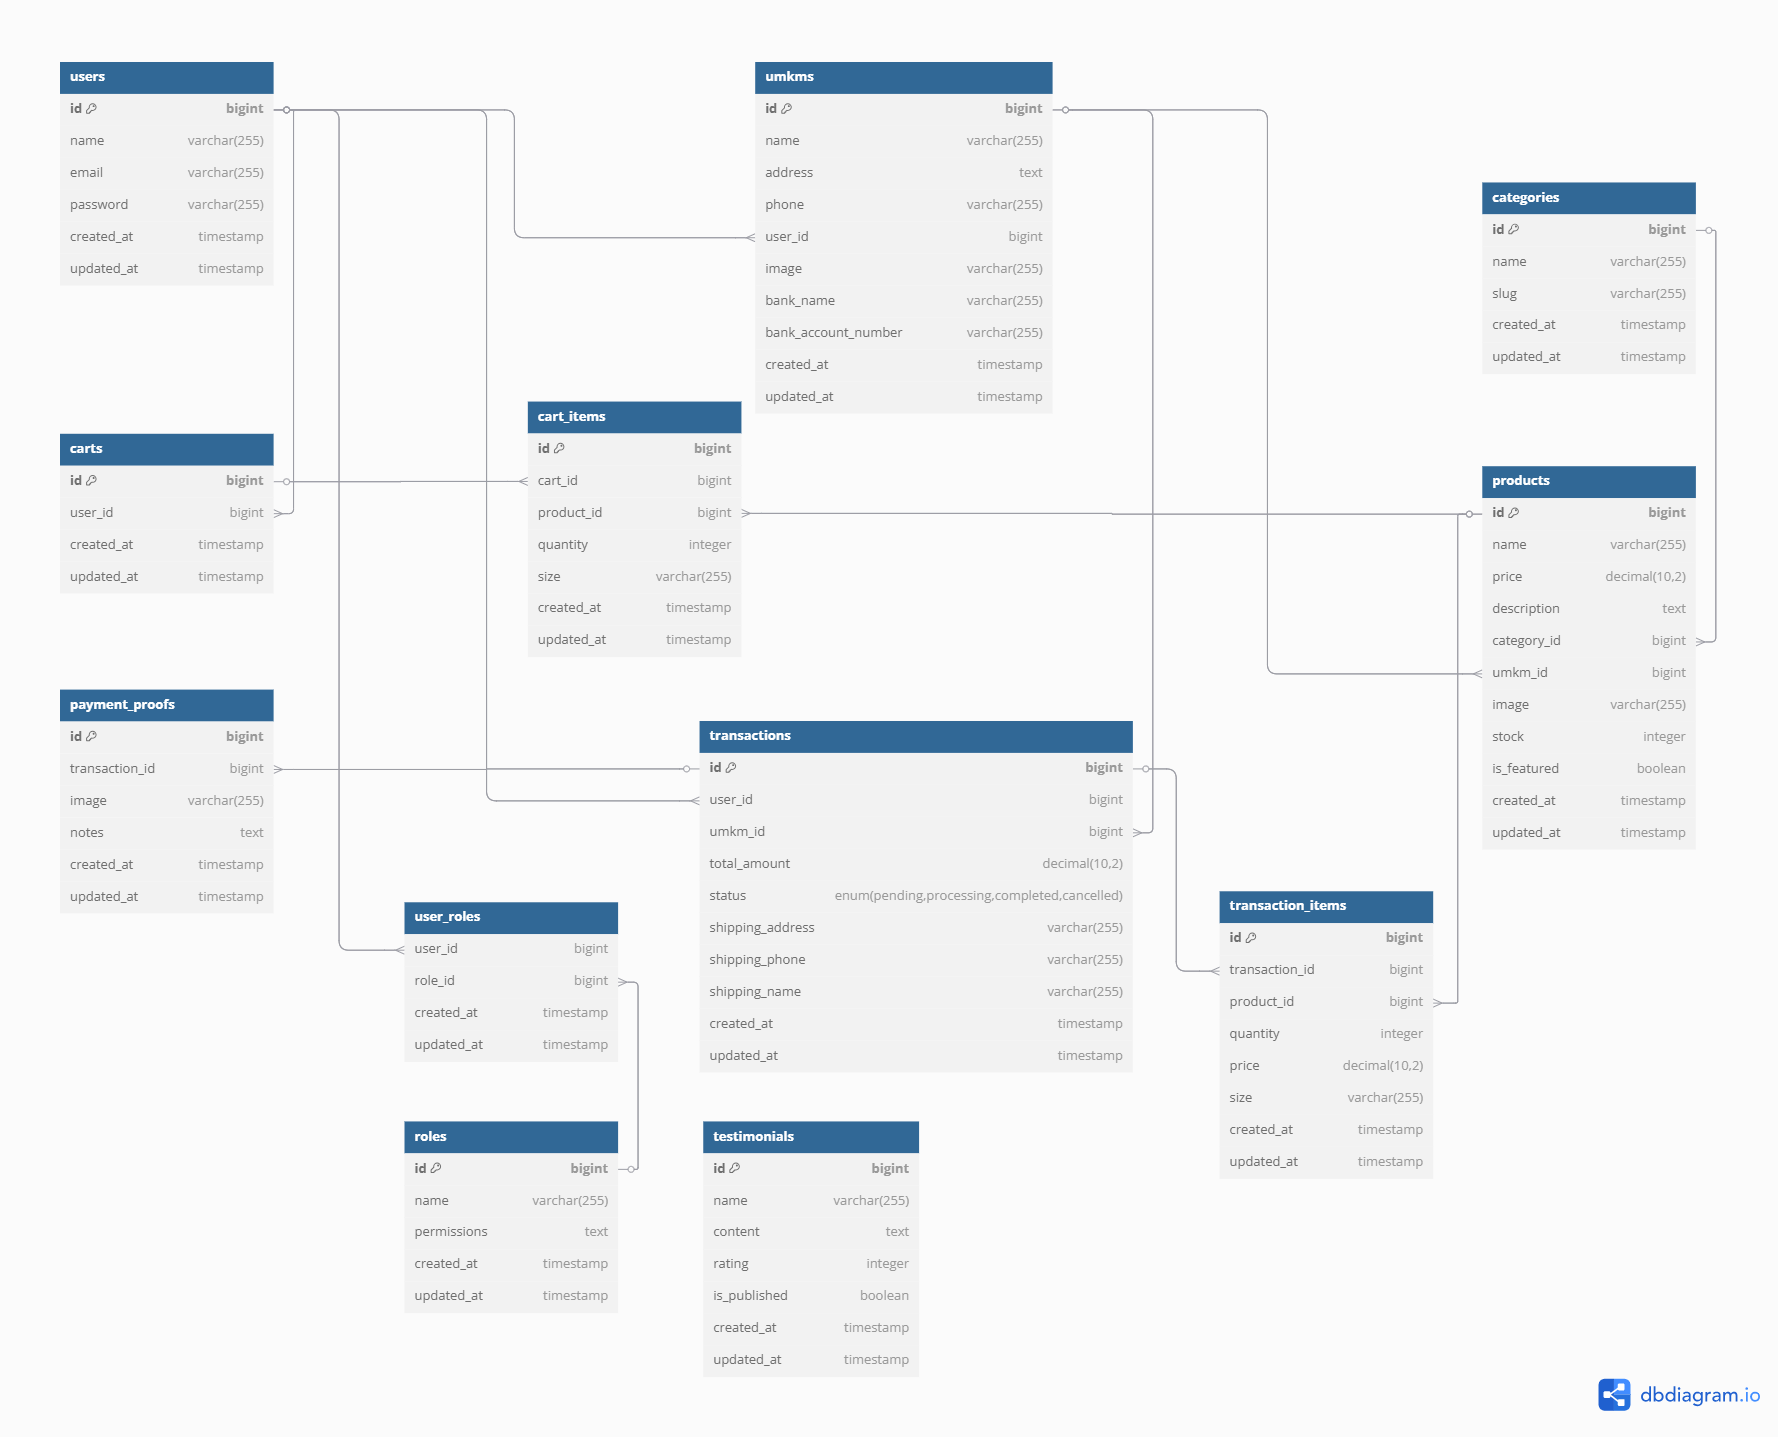 users
id bigint
name varchar(255)
email varchar(255)
password varchar(255)
created_at timestamp
updated_at timestamp
umkms
id bigint
name varchar(255)
address text
phone varchar(255)
user_id bigint
image varchar(255)
bank_name varchar(255)
bank_account_number varchar(255)
created_at timestamp
updated_at timestamp
categories
id bigint
name varchar(255)
slug varchar(255)
created_at timestamp
updated_at timestamp
carts
id bigint
user_id bigint
created_at timestamp
updated_at timestamp
cart_items
id bigint
cart_id bigint
product_id bigint
quantity integer
size varchar(255)
created_at timestamp
updated_at timestamp
products
id bigint
name varchar(255)
price decimal(10,2)
description text
category_id bigint
umkm_id bigint
image varchar(255)
stock integer
is_featured boolean
created_at timestamp
updated_at timestamp
payment_proofs
id bigint
transaction_id bigint
image varchar(255)
notes text
created_at timestamp
updated_at timestamp
transactions
id bigint
user_id bigint
umkm_id bigint
total_amount decimal(10,2)
status enum(pending,processing,completed,cancelled)
shipping_address varchar(255)
shipping_phone varchar(255)
shipping_name varchar(255)
created_at timestamp
updated_at timestamp
user_roles
user_id bigint
role_id bigint
created_at timestamp
updated_at timestamp
transaction_items
id bigint
transaction_id bigint
product_id bigint
quantity integer
price decimal(10,2)
size varchar(255)
created_at timestamp
updated_at timestamp
roles
id bigint
name varchar(255)
permissions text
created_at timestamp
updated_at timestamp
testimonials
id bigint
name varchar(255)
content text
rating integer
is_published boolean
created_at timestamp
updated_at timestamp
dbdiagram.io